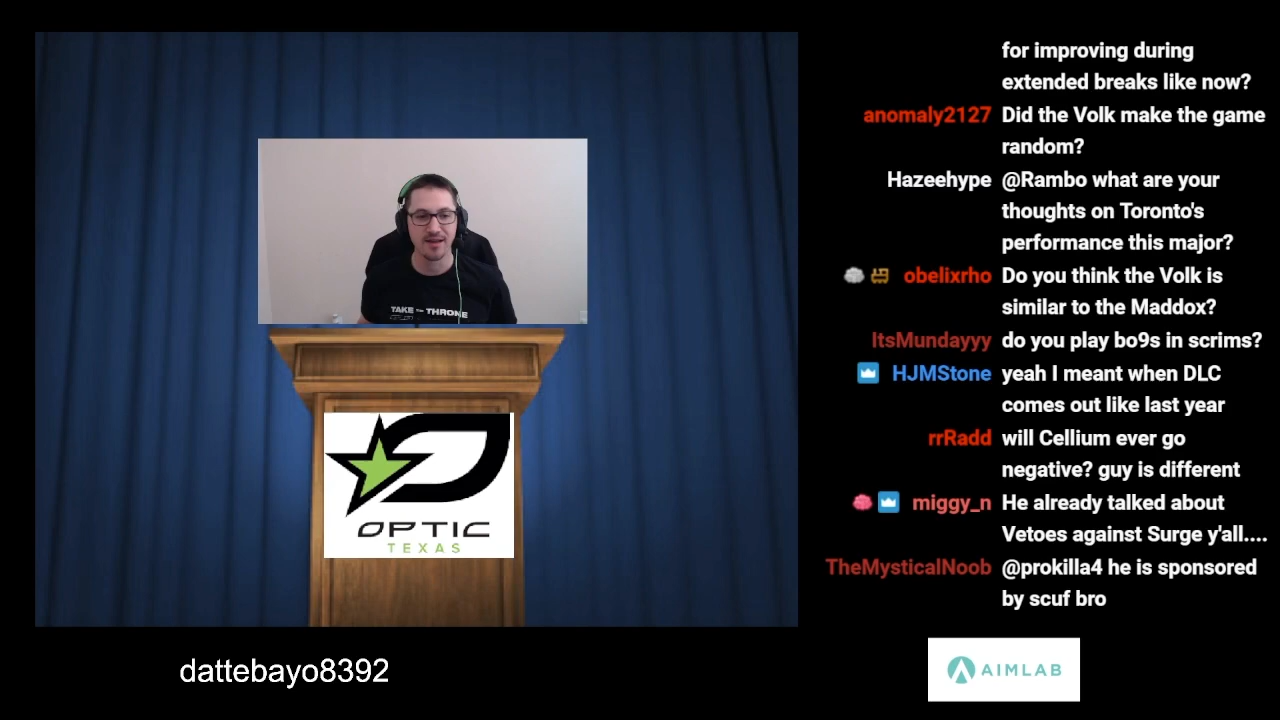 for improving during
extended breaks like now?
anomaly2127 Did the Volk make the game
random?
Hazeehype @Rambo what are your
thoughts on Toronto's
performance this major?
obelixrho Do you think the Volk is
similar to the Maddox?
ItsMundayyy do you play bo9s in scrims?
HJMStone yeah I meant when DLC
comes out like last year
rrRadd will Cellium ever go
negative? guy is different
miggy_n He already talked about
Vetoes against Surge y'all....
TheMysticalNoob @prokilla4 he is sponsored
by scuf bro
TAKE THE THRONE
OPTIC
TEXAS
dattebayo8392
AIMLAB